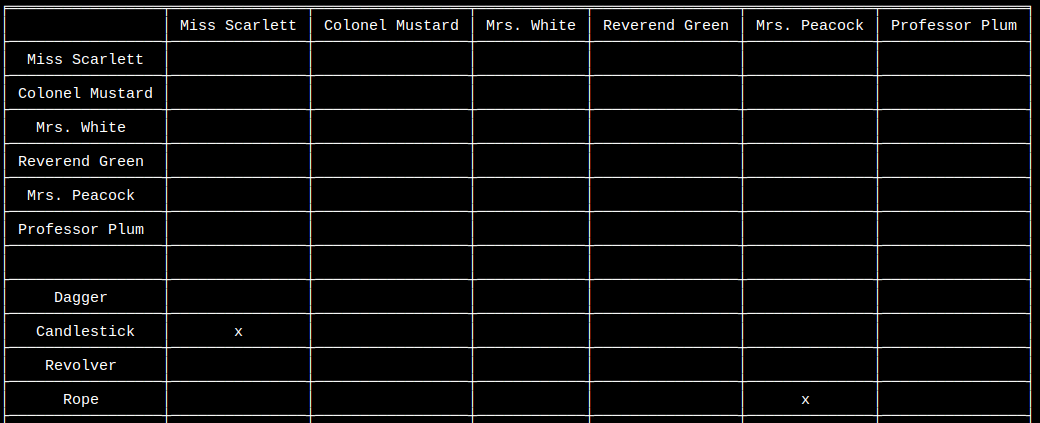 Miss Scarlett Colonel Mustard Mrs. White Reverend Green Mrs. Peacock Professor Plum
Miss Scarlett
Colonel Mustard
Mrs. White
Reverend Green
Mrs. Peacock
Professor Plum
Dagger
Candlestick x
Revolver
Rope x